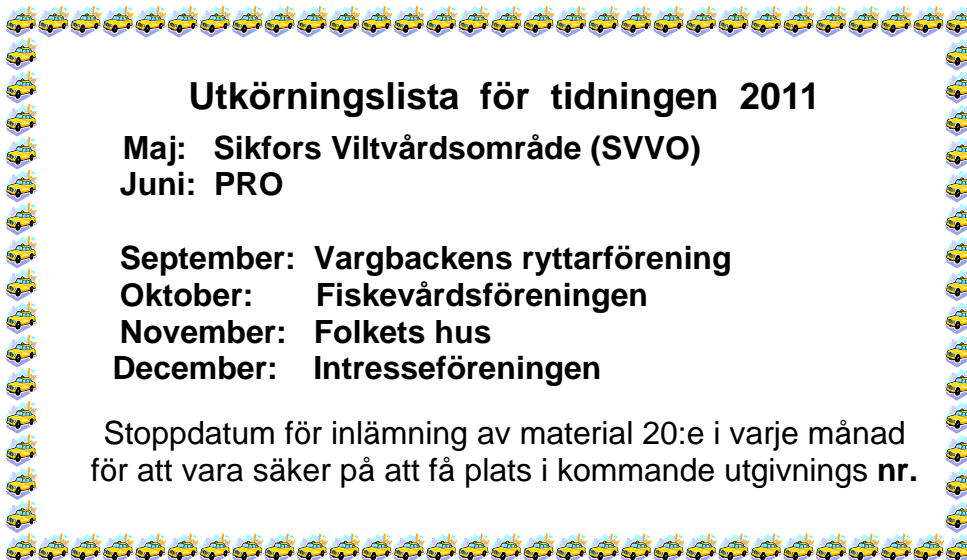 Utkörningslista för tidningen 2011
Maj: Sikfors Viltvårdsområde (SVVO)
Juni: PRO
September: Vargbackens ryttarförening
Oktober: Fiskevårdsföreningen
November: Folkets hus
December: Intresseföreningen
Stoppdatum för inlämning av material 20:e i varje månad
för att vara säker på att få plats i kommande utgivnings nr.